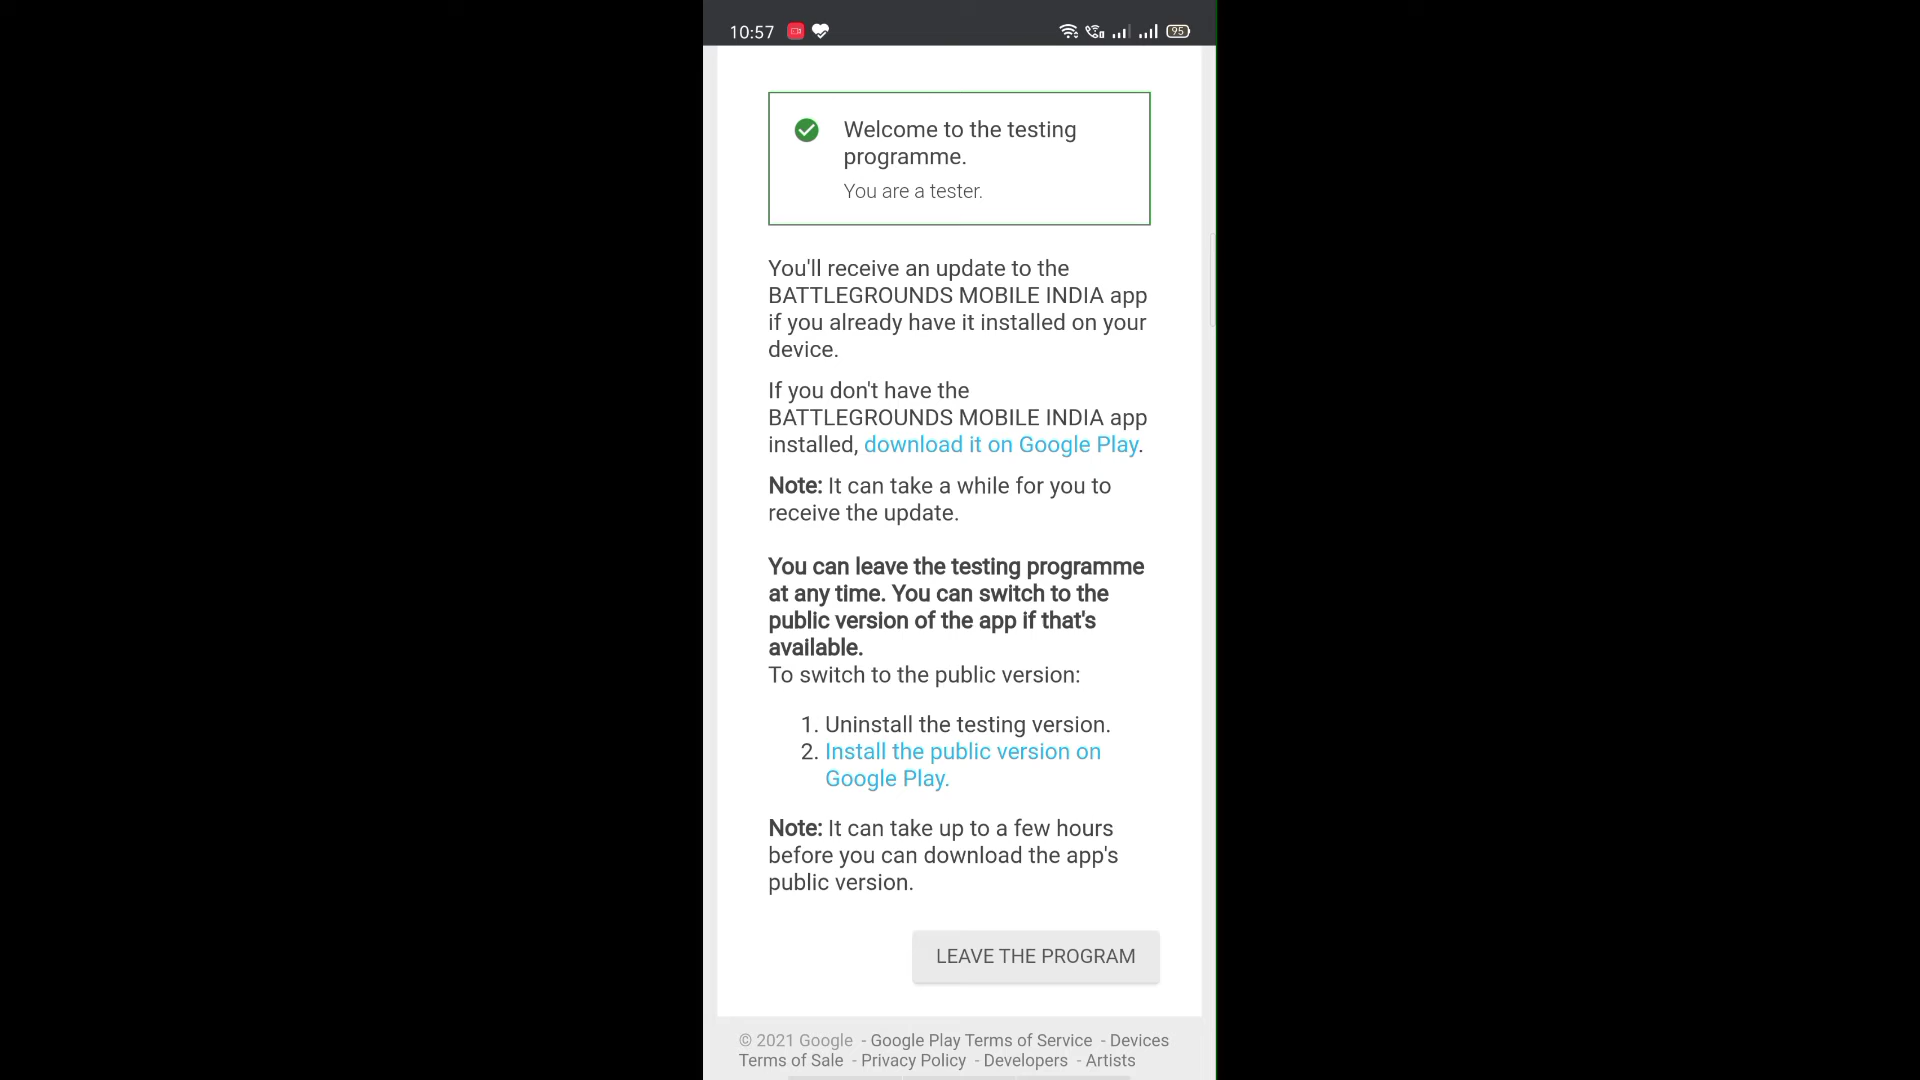 10:57
95
Welcome to the testing
programme.
You are a tester.
You'll receive an update to the
BATTLEGROUNDS MOBILE INDIA app
if you already have it installed on your
device.
If you don't have the
BATTLEGROUNDS MOBILE INDIA app
installed, download it on Google Play.
Note: It can take a while for you to
receive the update.
You can leave the testing programme
at any time. You can switch to the
public version of the app if that's
available.
To switch to the public version:
1. Uninstall the testing version.
2. Install the public version on
Google Play.
Note: It can take up to a few hours
before you can download the app's
public version.
LEAVE THE PROGRAM
© 2021 Google - Google Play Terms of Service - Devices
Terms of Sale - Privacy Policy - Developers - Artists